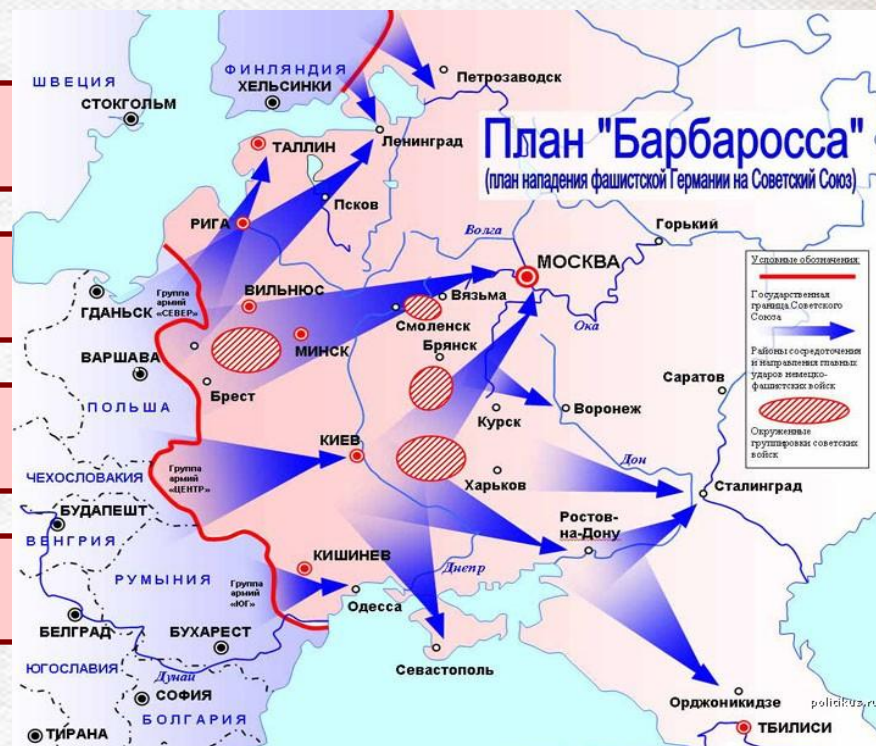 План "Барбаросса"
(план нападения фашистской Германии на Советский Союз)
ШВЕЦИЯ
СТОКГОЛЬМ
ФИНЛЯНДИЯ
ХЕЛЬСИНКИ
Петрозаводск
ТАЛЛИН
Ленинград
Псков
РИГА
Волга
Горький
МОСКВА
ГДАНЬСК
Группа
армий
«СЕВЕР»
ВИЛЬНЮС
Вязьма
Смоленск
Ока
МИНСК
Брянск
ВАРШАВА
Брест
Курск
Воронеж
Саратов
ПОЛЬША
КИЕВ
Харьков
Дон
Сталинград
ЧЕХОСЛОВАКИЯ
Группа
армий
«ЦЕНТР»
БУДАПЕШТ
ВЕНГРИЯ
Ростов-
на-Дону
КИШИНЕВ
Днепр
РУМЫНИЯ
Группа
армий
«ЮГ»
Одесса
БЕЛГРАД
БУХАРЕСТ
Севастополь
ЮГОСЛАВИЯ
Дунай
СОФИЯ
БОЛГАРИЯ
ТИРАНА
Орджоникидзе
ТБИЛИСИ
Условные обозначения:
Государственная
граница Советского
Союза
Районы сосредоточения
и направления главных
ударов немецко-
фашистских войск
Окруженные
группировки советских
войск
politikus.ru